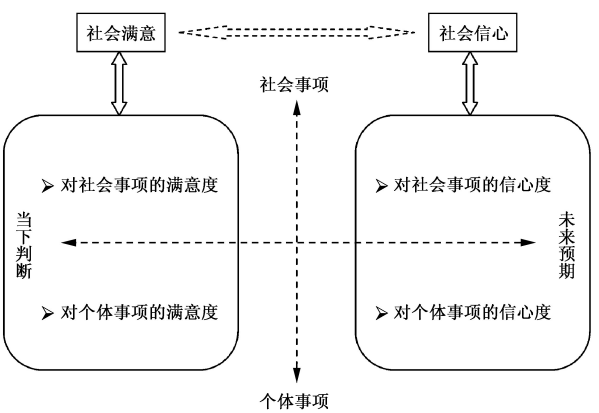 社会满意
社会信心
社会事项
对社会事项的满意度
对社会事项的信心度
当下判断
未来预期
对个体事项的满意度
对个体事项的信心度
个体事项